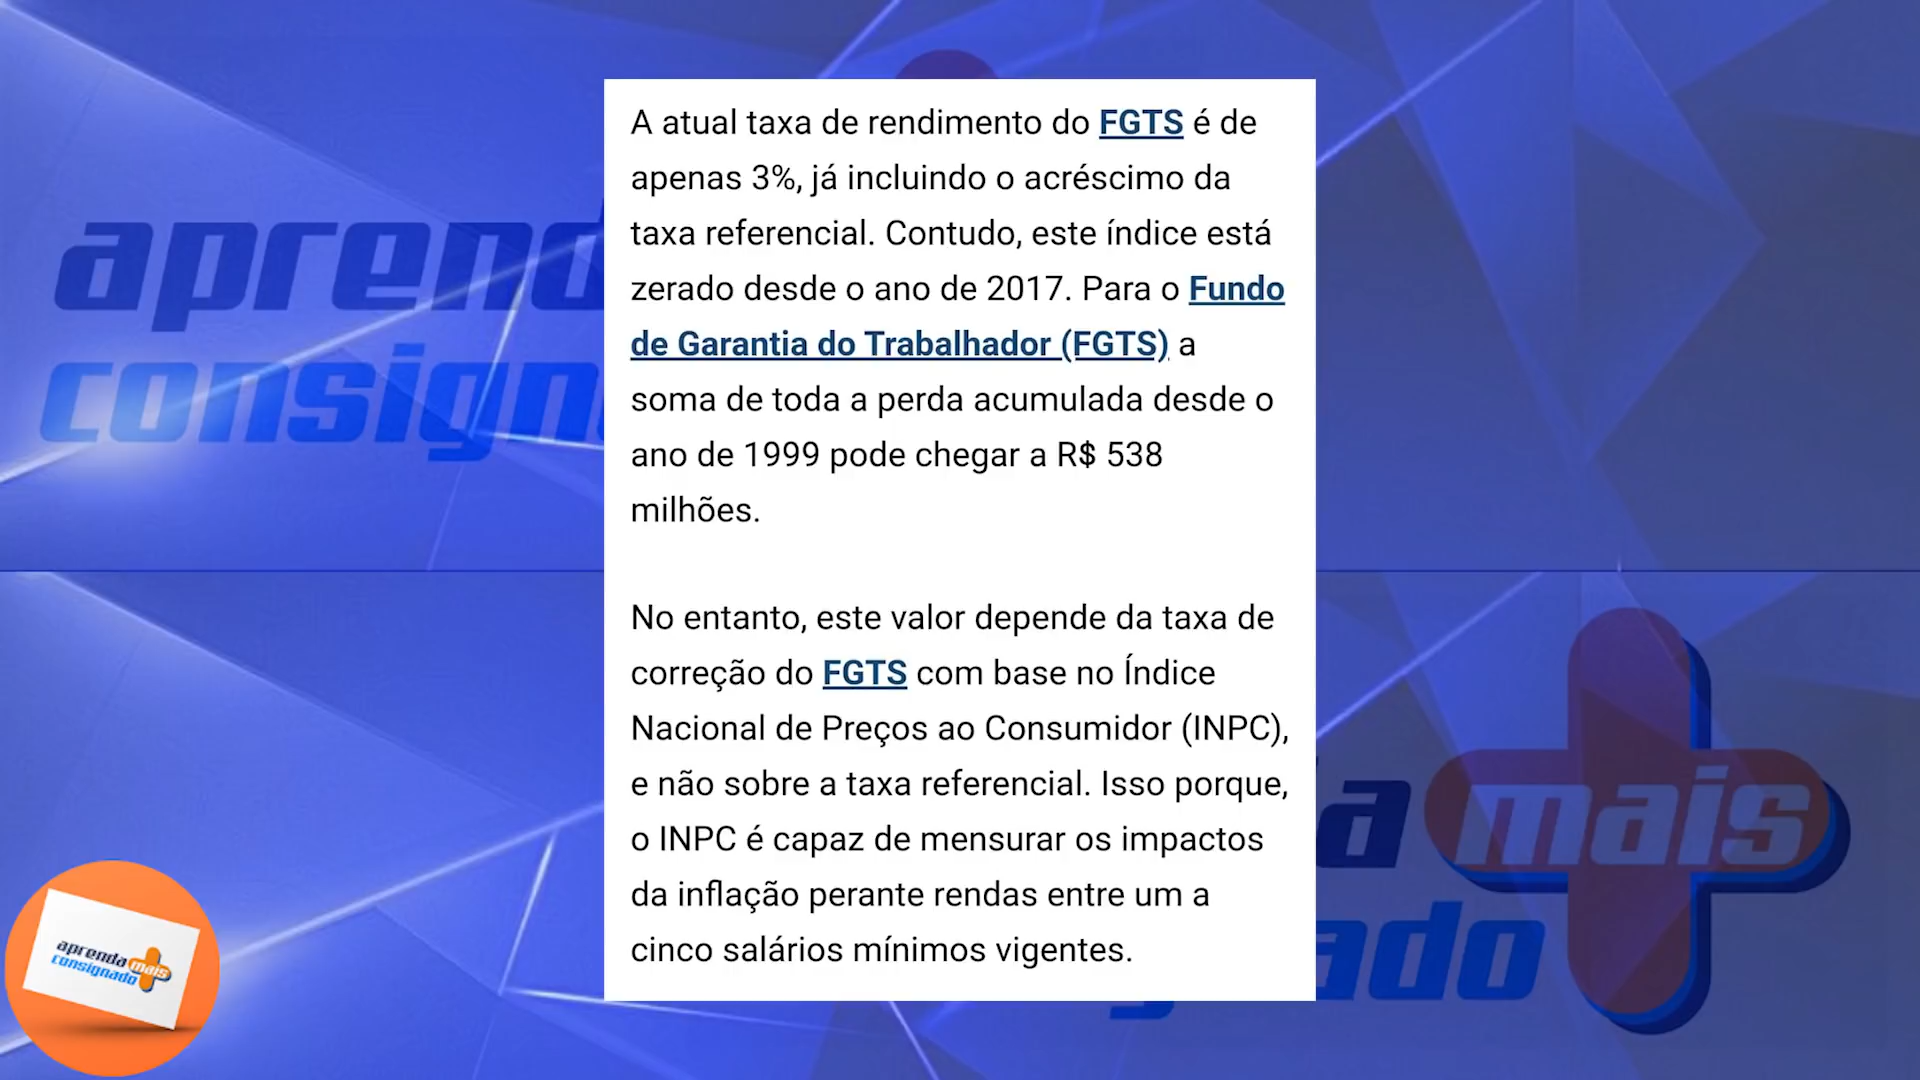 A atual taxa de rendimento do FGTS é de
apenas 3%, já incluindo o acréscimo da
taxa referencial. Contudo, este índice está
zerado desde o ano de 2017. Para o Fundo
de Garantia do Trabalhador (FGTS) a
soma de toda a perda acumulada desde o
ano de 1999 pode chegar a R$ 538
milhões.
No entanto, este valor depende da taxa de
correção do FGTS com base no Índice
Nacional de Preços ao Consumidor (INPC),
e não sobre a taxa referencial. Isso porque,
o INPC é capaz de mensurar os impactos
da inflação perante rendas entre um a
cinco salários mínimos vigentes.
aprend
consign
a mais
gnado
aprenda mais
consignado